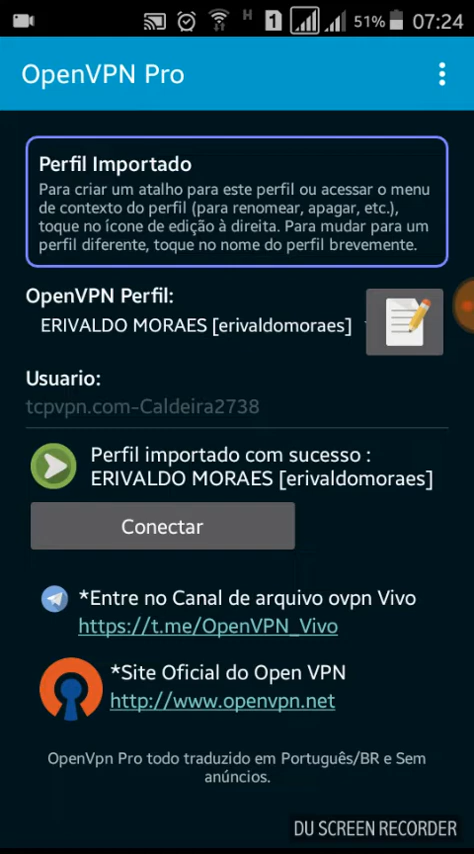 H 1 51% 07:24
OpenVPN Pro
Perfil Importado
Para criar um atalho para este perfil ou acessar o menu
de contexto do perfil (para renomear, apagar, etc.),
toque no ícone de edição à direita. Para mudar para um
perfil diferente, toque no nome do perfil brevemente.
OpenVPN Perfil:
ERIVALDO MORAES [erivaldomoraes]
Usuario:
tcpvpn.com-Caldeira2738
Perfil importado com sucesso :
ERIVALDO MORAES [erivaldomoraes]
Conectar
*Entre no Canal de arquivo ovpn Vivo
https://t.me/OpenVPN_Vivo
*Site Oficial do Open VPN
http://www.openvpn.net
OpenVpn Pro todo traduzido em Português/BR e Sem
anúncios.
DU SCREEN RECORDER